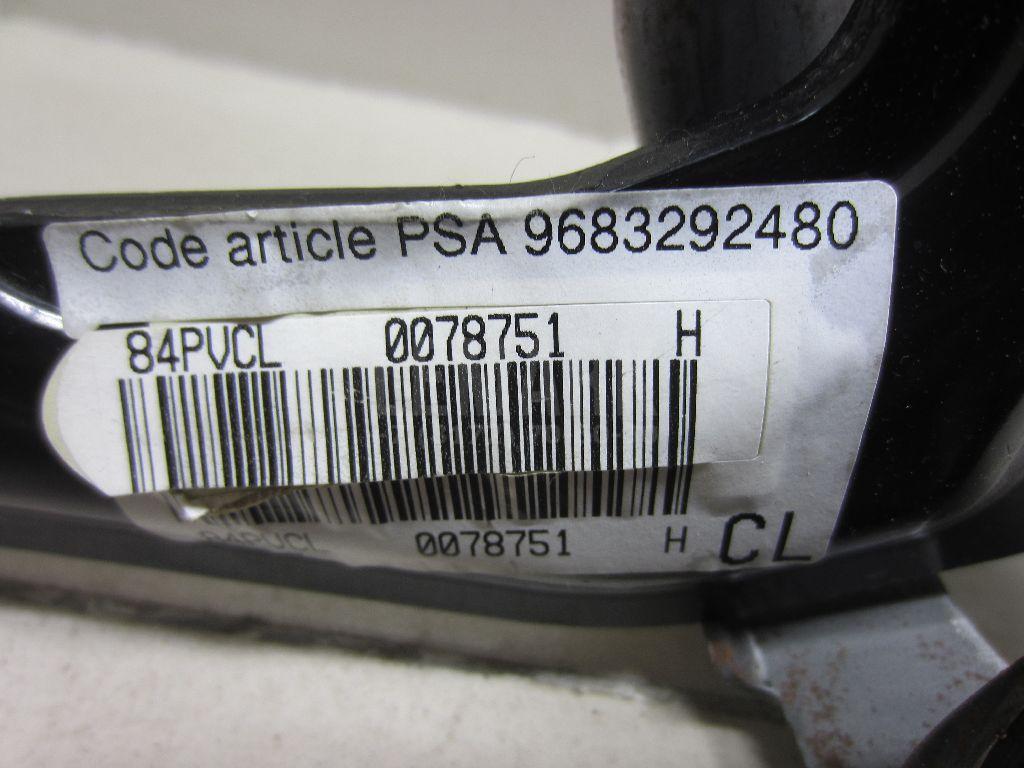 Code article PSA 9683292480
84PVCL 0078751 H
84PVCL 0078751 H CL